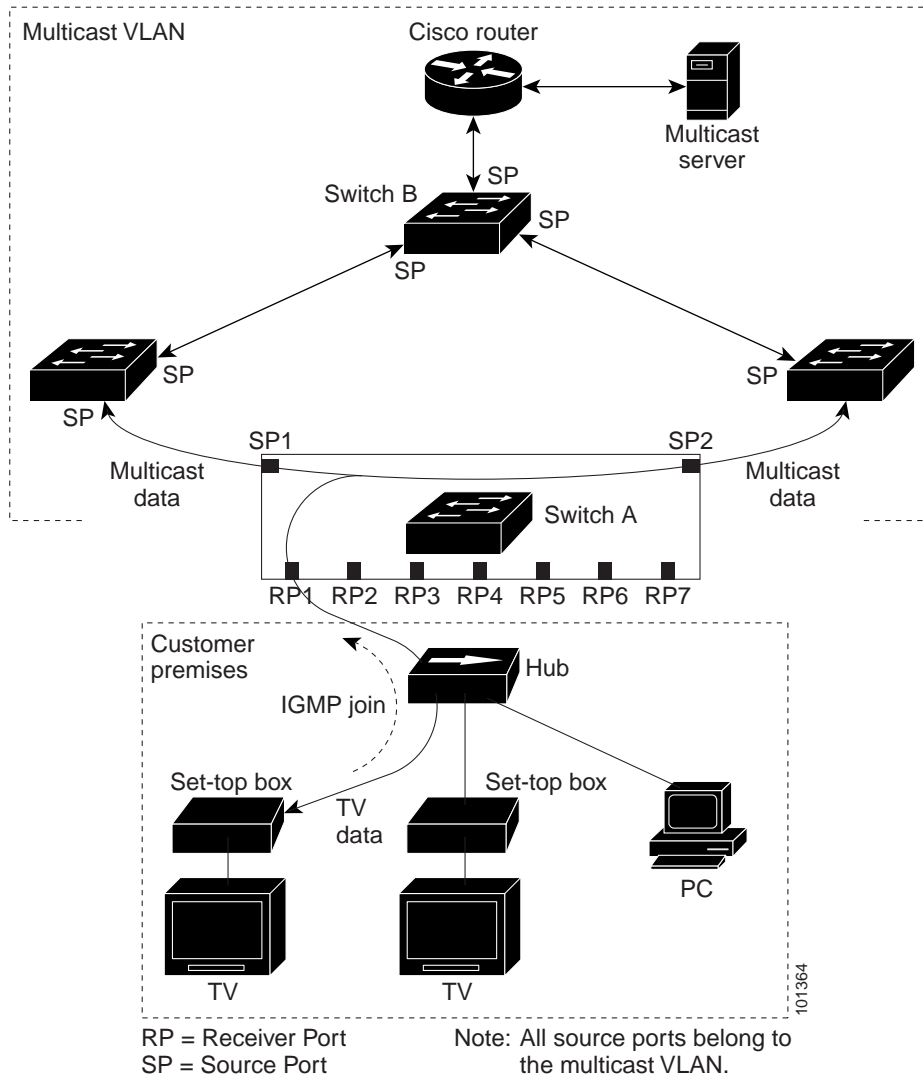 Multicast VLAN
Cisco router
Multicast
server
SP
Switch B
SP
SP
SP
SP
SP
SP1
SP2
Multicast
data
Multicast
data
Switch A
RP1 RP2 RP3 RP4 RP5 RP6 RP7
Customer
premises
Hub
IGMP join
Set-top box
Set-top box
TV
data
PC
TV
TV
101364
RP = Receiver Port
SP = Source Port
Note: All source ports belong to
the multicast VLAN.